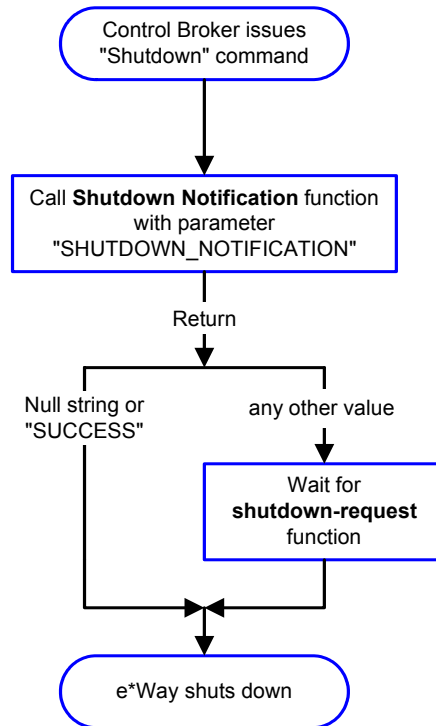 Control Broker issues
"Shutdown" command
Call Shutdown Notification function
with parameter
"SHUTDOWN_NOTIFICATION"
Return
Null string or
"SUCCESS"
any other value
Wait for
shutdown-request
function
e*Way shuts down